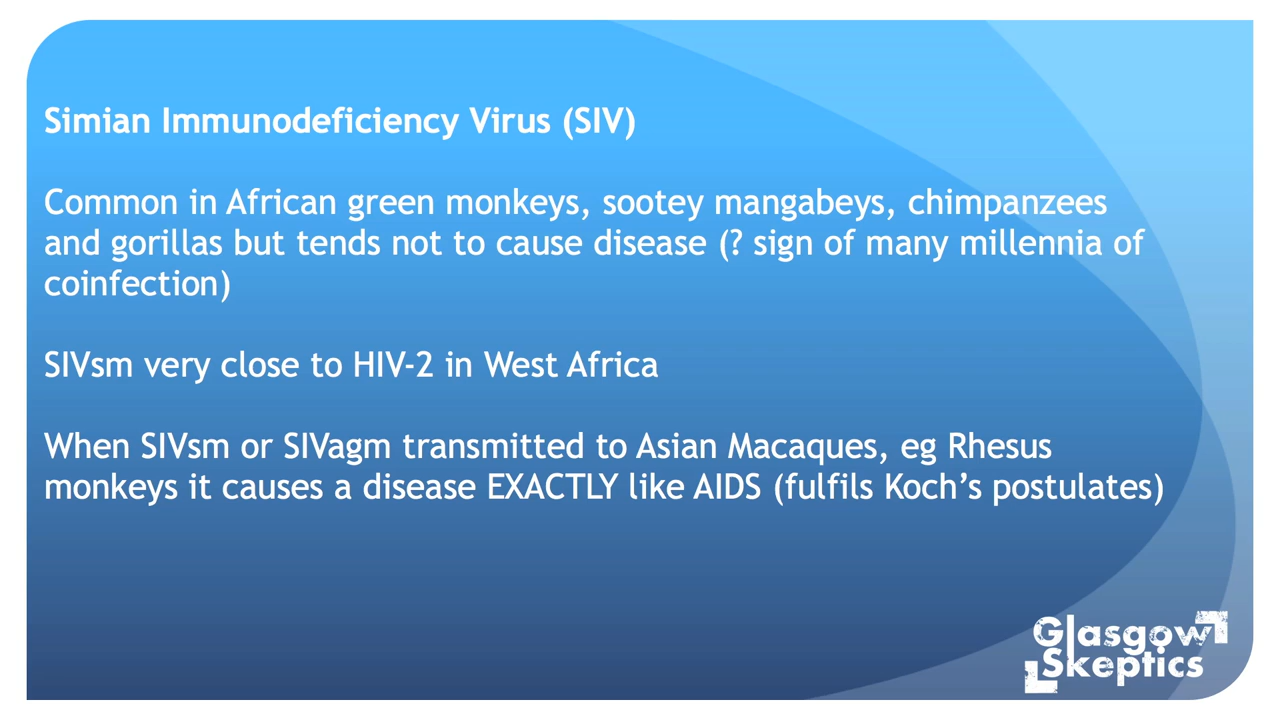 Simian Immunodeficiency Virus (SIV)
Common in African green monkeys, sootey mangabeys, chimpanzees
and gorillas but tends not to cause disease (? sign of many millennia of
coinfection)
SIVsm very close to HIV-2 in West Africa
When SIVsm or SIVagm transmitted to Asian Macaques, eg Rhesus
monkeys it causes a disease EXACTLY like AIDS (fulfils Koch’s postulates)
Glasgow
Skeptics